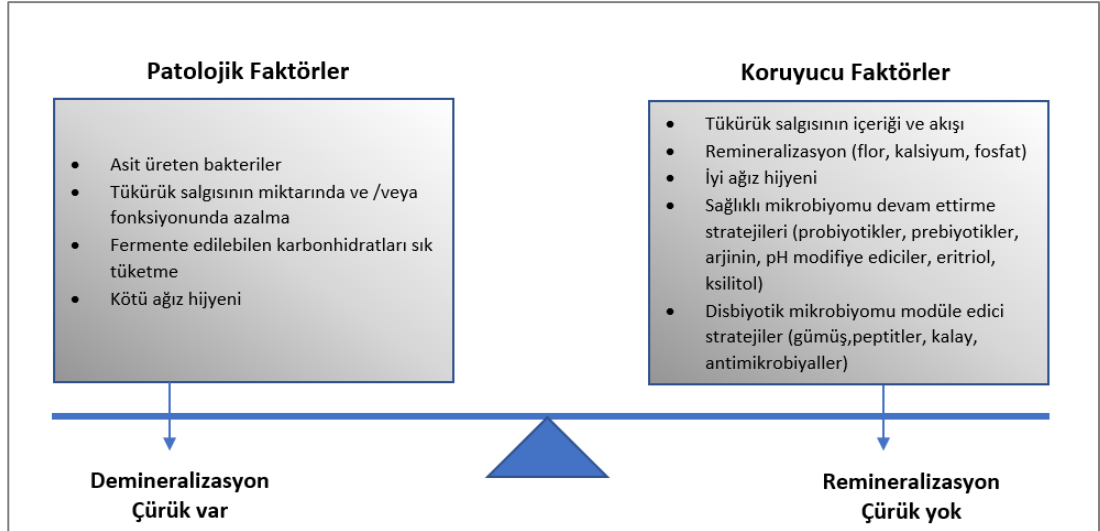 Patolojik Faktörler
• Asit üreten bakteriler
• Tükürük salgısının miktarında ve /veya
fonksiyonunda azalma
• Fermente edilebilen karbonhidratları sık
tüketme
• Kötü ağız hijyeni
Koruyucu Faktörler
• Tükürük salgısının içeriği ve akışı
• Remineralizasyon (flor, kalsiyum, fosfat)
• İyi ağız hijyeni
• Sağlıklı mikrobiyomu devam ettirme
stratejileri (probiyotikler, prebiyotikler,
arjinin, pH modifiye ediciler, eritriol,
ksilitol)
• Disbiyotik mikrobiyomu modüle edici
stratejiler (gümüş,peptitler, kalay,
antimikrobiyaller)
Demineralizasyon
Çürük var
Remineralizasyon
Çürük yok